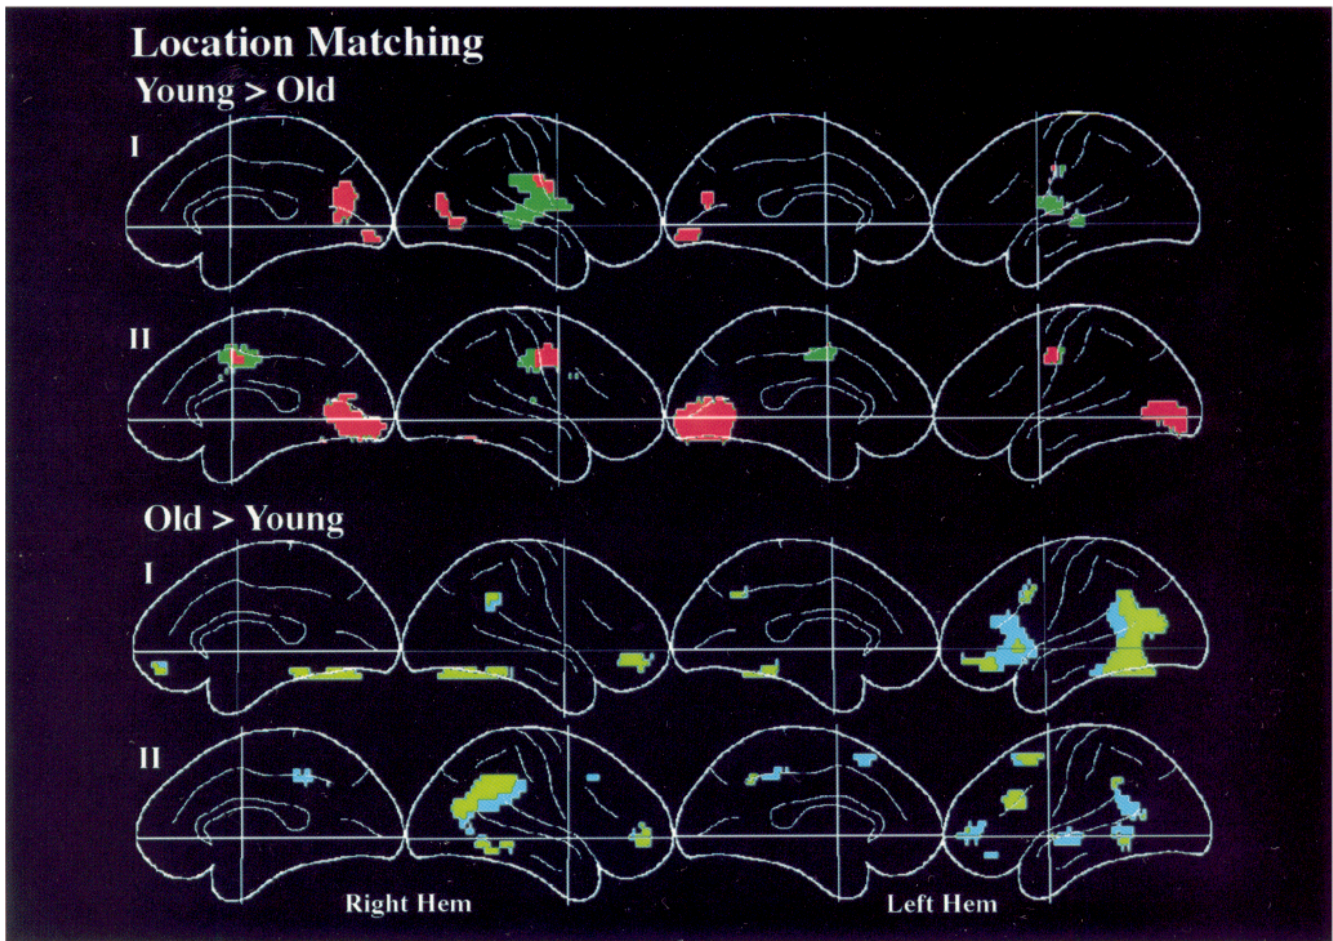 Location Matching
Young > Old
I
II
Old > Young
I
II
Right Hem
Left Hem